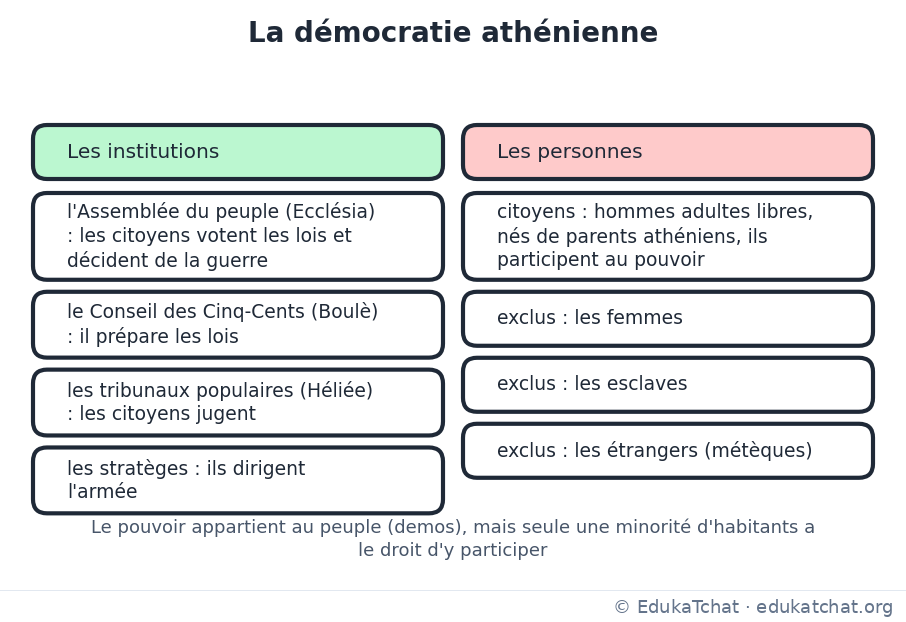 La démocratie athénienne
Les institutions
l'Assemblée du peuple (Ecclésia)
: les citoyens votent les lois et
décident de la guerre
le Conseil des Cinq-Cents (Boulè)
: il prépare les lois
les tribunaux populaires (Héliée)
: les citoyens jugent
les stratèges : ils dirigent
l'armée
Les personnes
citoyens : hommes adultes libres,
nés de parents athéniens, ils
participent au pouvoir
exclus : les femmes
exclus : les esclaves
exclus : les étrangers (métèques)
Le pouvoir appartient au peuple (demos), mais seule une minorité d'habitants a
le droit d'y participer
© EdukaTchat · edukatchat.org